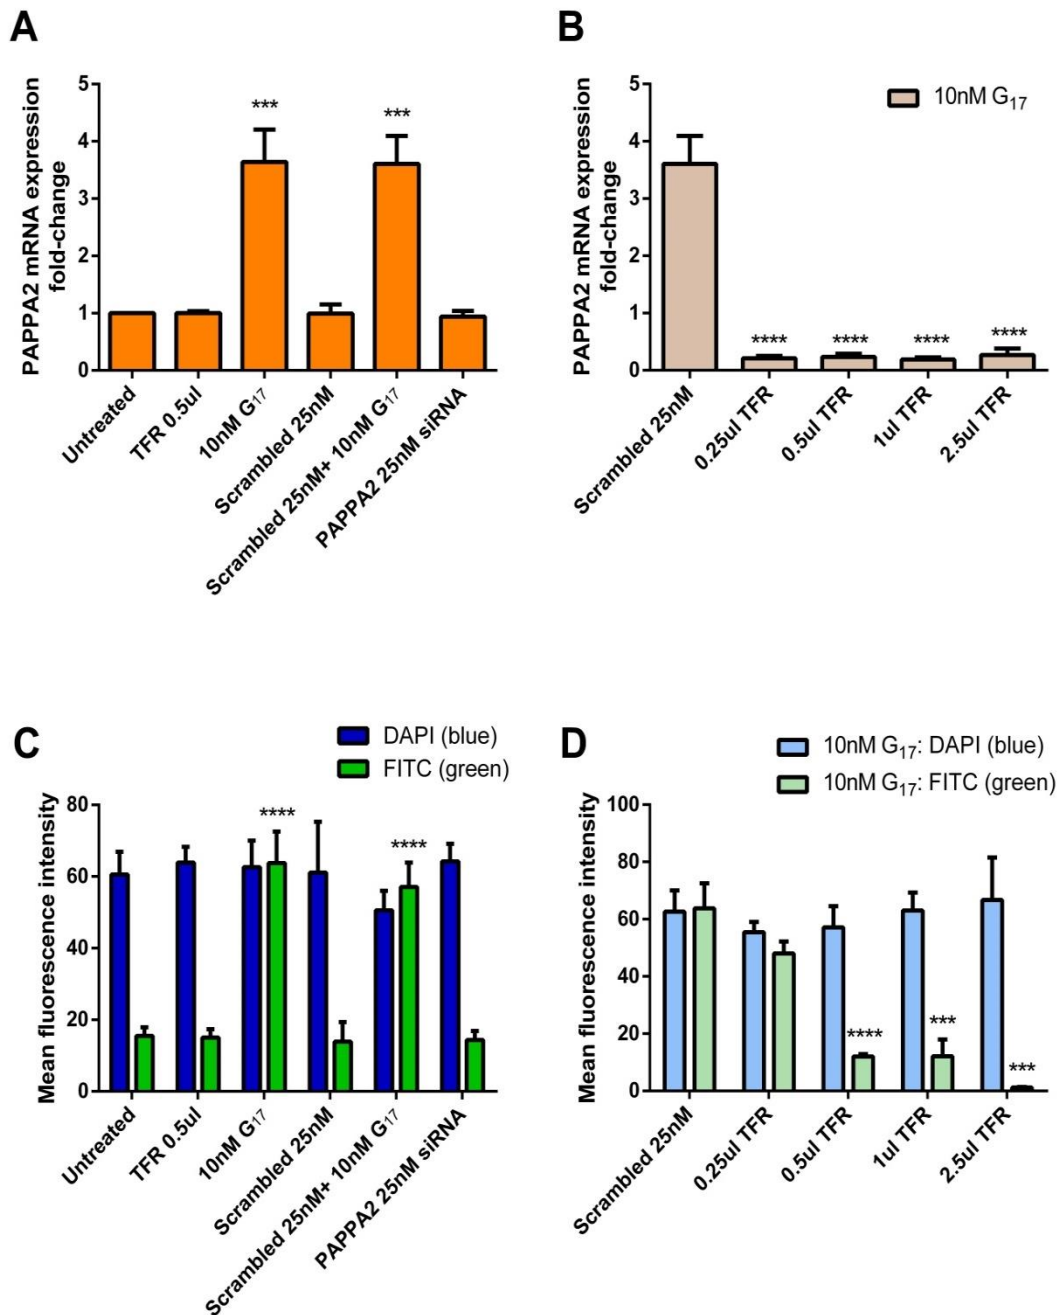 A
PAPPA2 mRNA expression
fold-change
5
4
3
2
1
0
***
***
Untreated
TFR 0.5ul
10nM G17
Scrambled 25nM
Scrambled 25nM+ 10nM G17
PAPPA2 25nM siRNA
B
PAPPA2 mRNA expression
fold-change
5
4
3
2
1
0
10nM G17
****
****
****
****
Scrambled 25nM
0.25ul TFR
0.5ul TFR
1ul TFR
2.5ul TFR
C
DAPI (blue)
FITC (green)
Mean fluorescence intensity
80
60
40
20
0
****
****
Untreated
TFR 0.5ul
10nM G17
Scrambled 25nM
Scrambled 25nM+ 10nM G17
PAPPA2 25nM siRNA
D
10nM G17: DAPI (blue)
10nM G17: FITC (green)
Mean fluorescence intensity
100
80
60
40
20
0
****
***
***
Scrambled 25nM
0.25ul TFR
0.5ul TFR
1ul TFR
2.5ul TFR